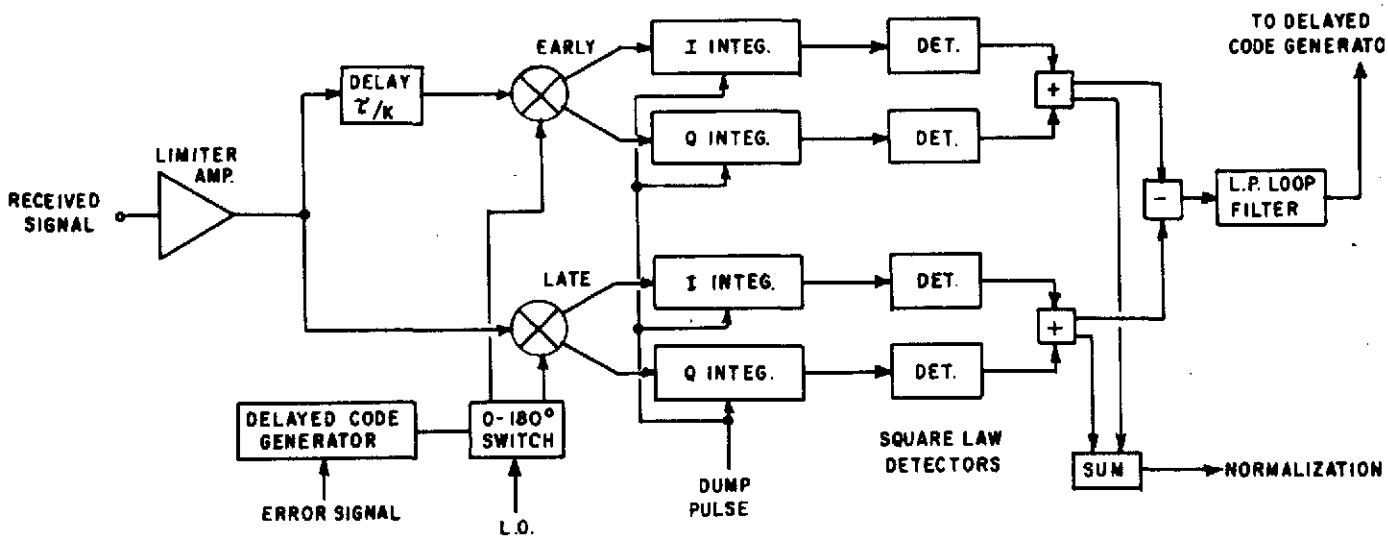 TO DELAYED
CODE GENERATO
EARLY
I INTEG.
DET.
DELAY
τ/K
+
LIMITER
AMP.
Q INTEG.
DET.
RECEIVED
SIGNAL
-
L.P. LOOP
FILTER
LATE
I INTEG.
DET.
+
Q INTEG.
DET.
DELAYED CODE
GENERATOR
0-180°
SWITCH
SQUARE LAW
DETECTORS
SUM
NORMALIZATION
DUMP
PULSE
ERROR SIGNAL
L.O.